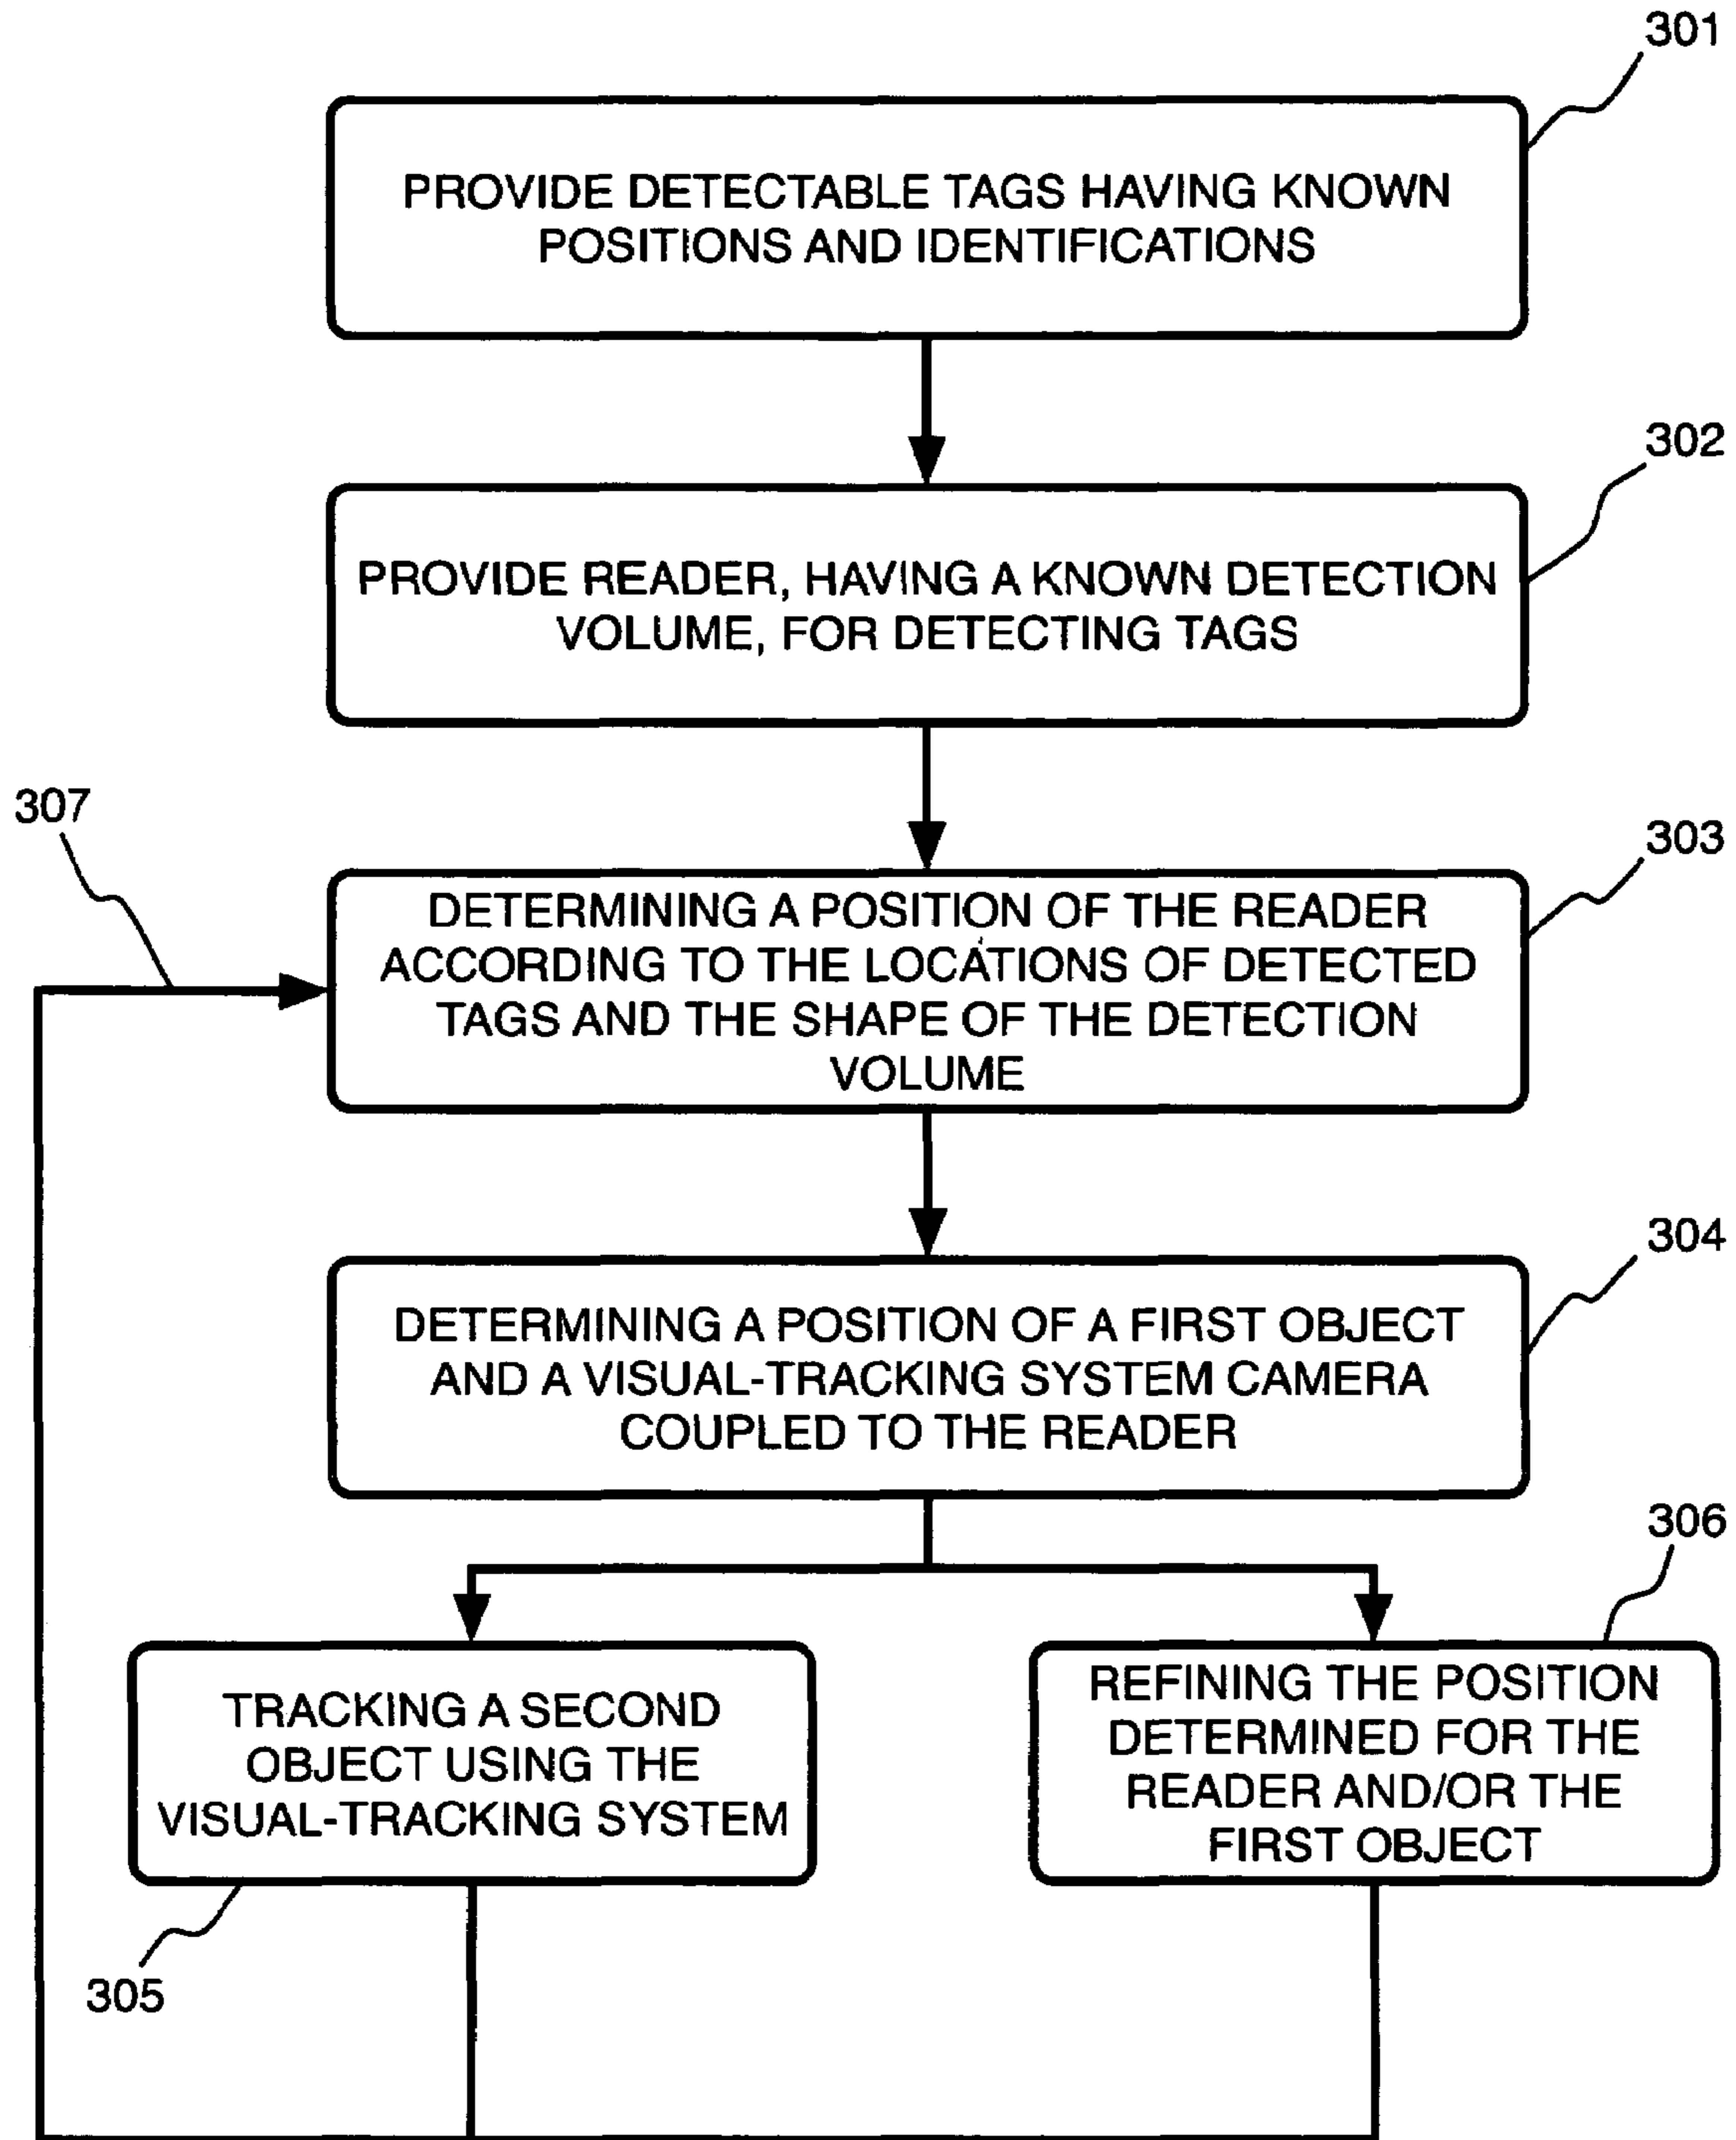 301
PROVIDE DETECTABLE TAGS HAVING KNOWN
POSITIONS AND IDENTIFICATIONS
302
PROVIDE READER, HAVING A KNOWN DETECTION
VOLUME, FOR DETECTING TAGS
307
303
DETERMINING A POSITION OF THE READER
ACCORDING TO THE LOCATIONS OF DETECTED
TAGS AND THE SHAPE OF THE DETECTION
VOLUME
304
DETERMINING A POSITION OF A FIRST OBJECT
AND A VISUAL-TRACKING SYSTEM CAMERA
COUPLED TO THE READER
306
TRACKING A SECOND
OBJECT USING THE
VISUAL-TRACKING SYSTEM
305
REFINING THE POSITION
DETERMINED FOR THE
READER AND/OR THE
FIRST OBJECT